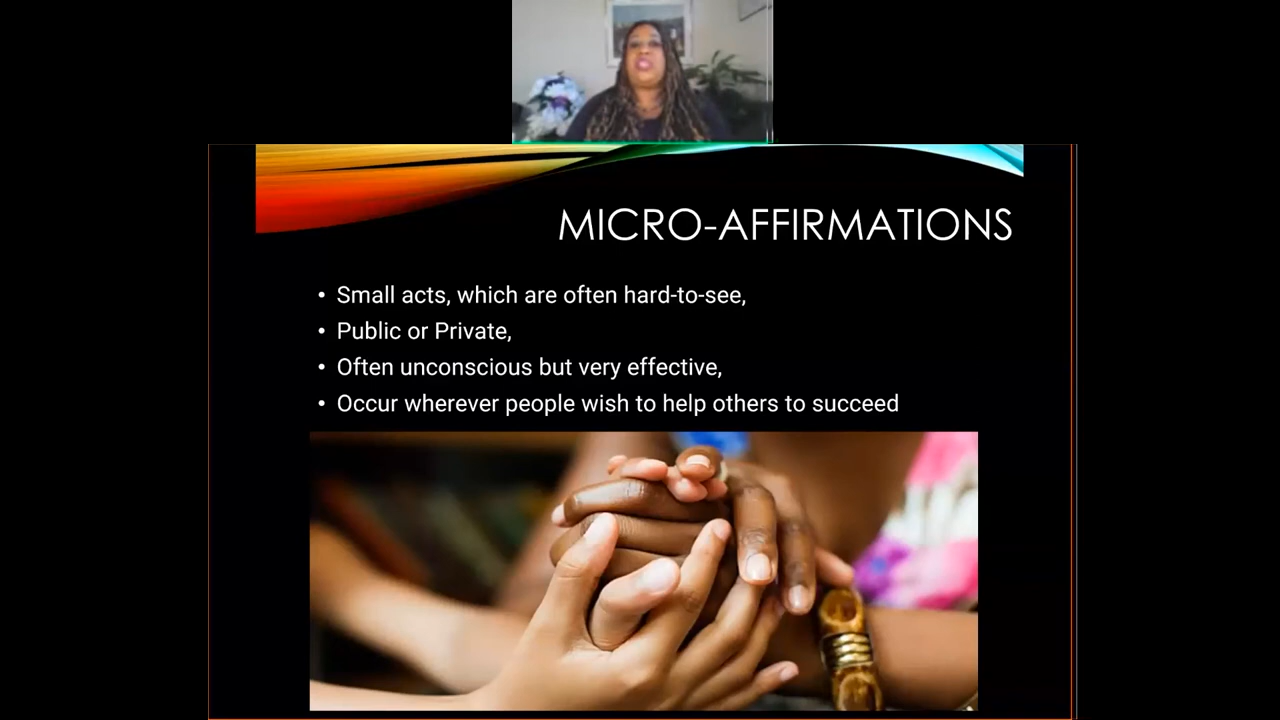 MICRO-AFFIRMATIONS
• Small acts, which are often hard-to-see,
• Public or Private,
• Often unconscious but very effective,
• Occur wherever people wish to help others to succeed